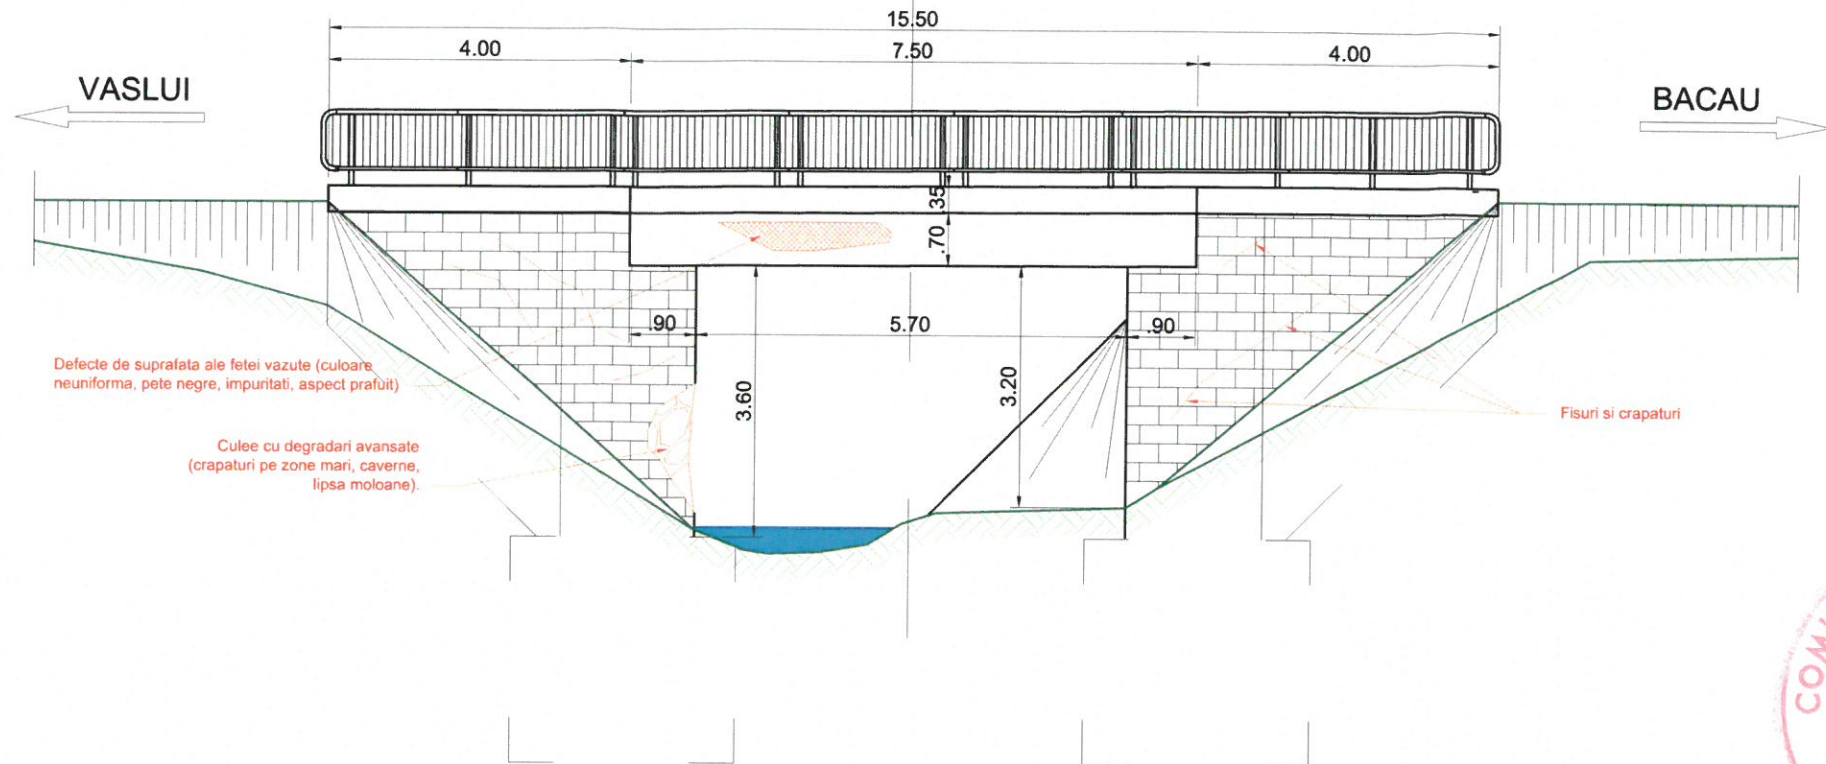 15.50
4.00
7.50
4.00
VASLUI
BACAU
.35
.70
.90
5.70
.90
3.60
3.20
Defecte de suprafata ale fetei vazute (culoare
neuniforma, pete negre, impuritati, aspect prafuit)
Culee cu degradari avansate
(crapaturi pe zone mari, caverne,
lipsa moloane).
Fisuri si crapaturi
COM